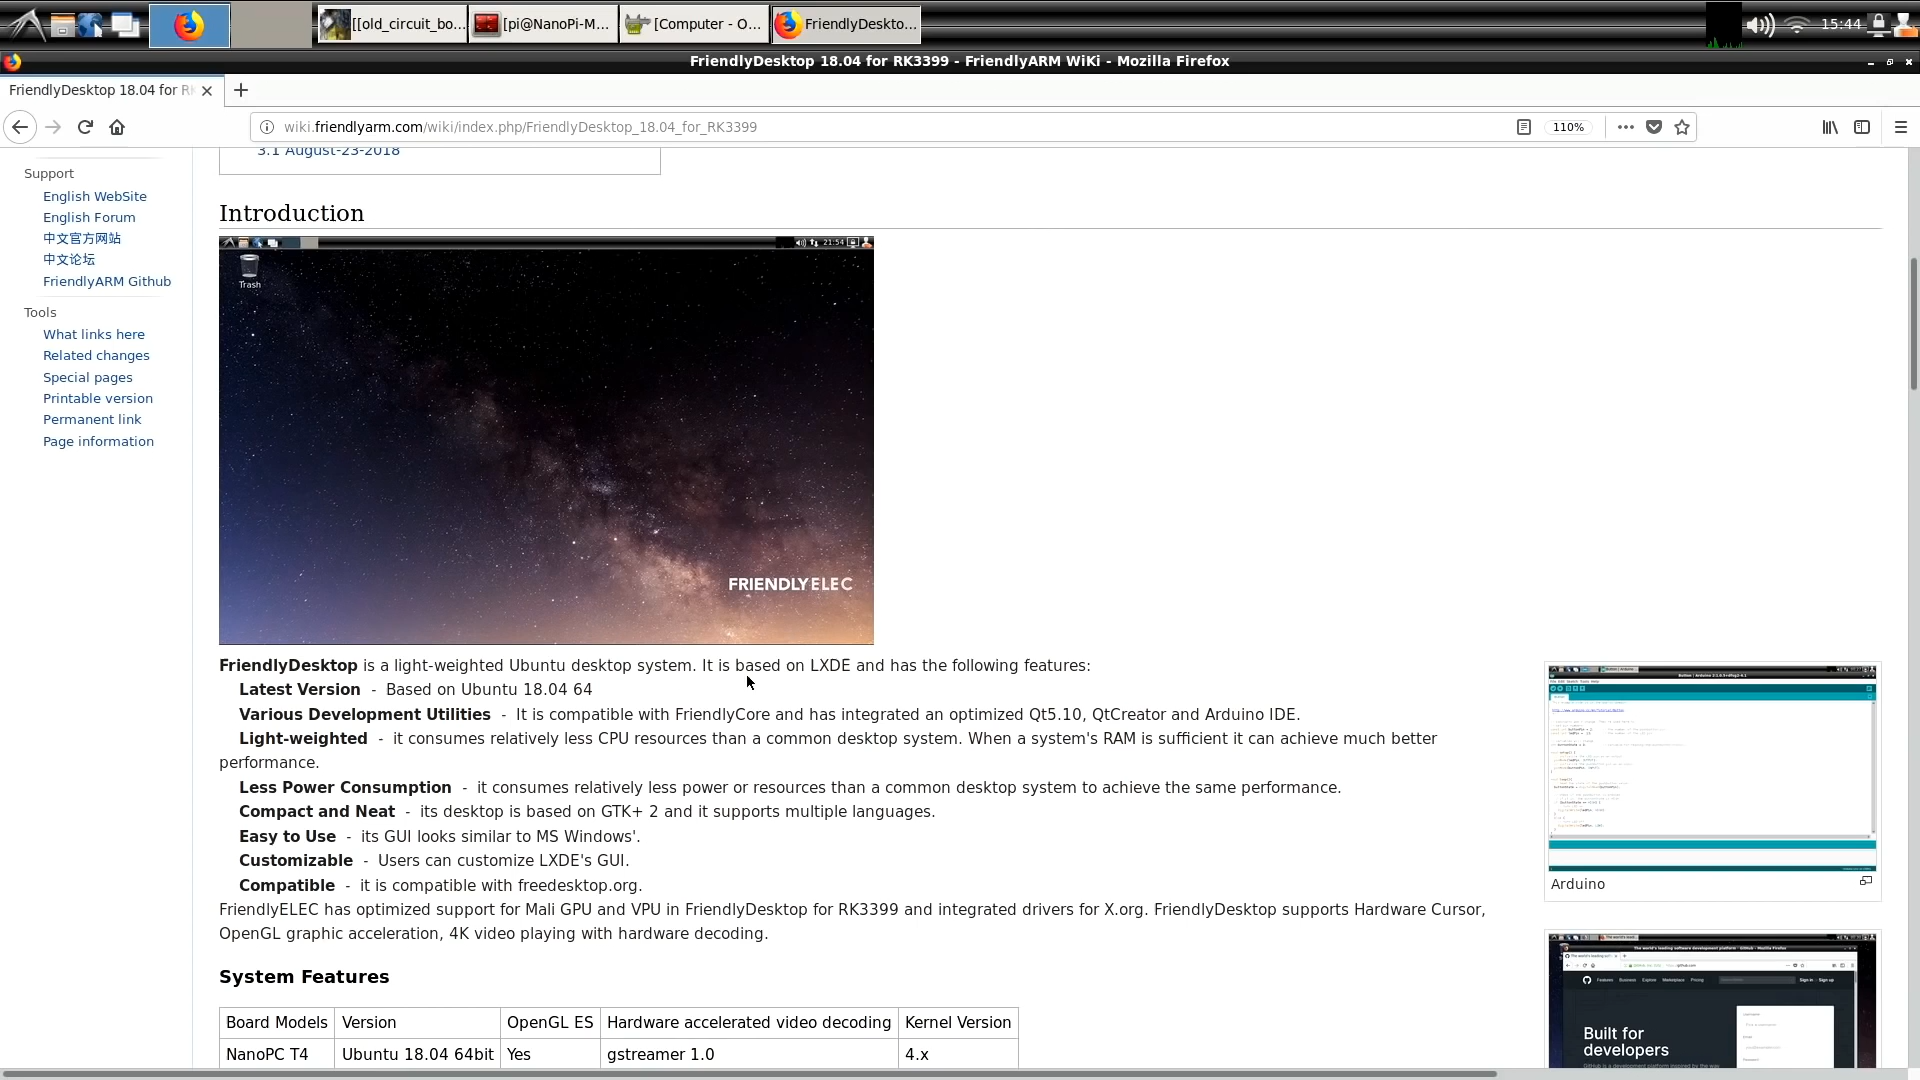 [[old_circuit_bo...
[pi@NanoPi-M...
[Computer - O...
FriendlyDeskto...
15:44
FriendlyDesktop 18.04 for RK3399 - FriendlyARM WiKi - Mozilla Firefox
FriendlyDesktop 18.04 for R
wiki.friendlyarm.com/wiki/index.php/FriendlyDesktop_18.04_for_RK3399
110%
3.1 August-23-2018
Support
English WebSite
English Forum
中文官方网站
中文论坛
FriendlyARM Github
Tools
What links here
Related changes
Special pages
Printable version
Permanent link
Page information
Introduction
21:54
Trash
FRIENDLYELEC
FriendlyDesktop is a light-weighted Ubuntu desktop system. It is based on LXDE and has the following features:
Latest Version - Based on Ubuntu 18.04 64
Various Development Utilities - It is compatible with FriendlyCore and has integrated an optimized Qt5.10, QtCreator and Arduino IDE.
Light-weighted - it consumes relatively less CPU resources than a common desktop system. When a system's RAM is sufficient it can achieve much better
performance.
Less Power Consumption - it consumes relatively less power or resources than a common desktop system to achieve the same performance.
Compact and Neat - its desktop is based on GTK+ 2 and it supports multiple languages.
Easy to Use - its GUI looks similar to MS Windows'.
Customizable - Users can customize LXDE's GUI.
Compatible - it is compatible with freedesktop.org.
FriendlyELEC has optimized support for Mali GPU and VPU in FriendlyDesktop for RK3399 and integrated drivers for X.org. FriendlyDesktop supports Hardware Cursor,
OpenGL graphic acceleration, 4K video playing with hardware decoding.
Arduino
System Features
Board Models Version OpenGL ES Hardware accelerated video decoding Kernel Version
NanoPC T4 Ubuntu 18.04 64bit Yes gstreamer 1.0 4.x
Built for
developers